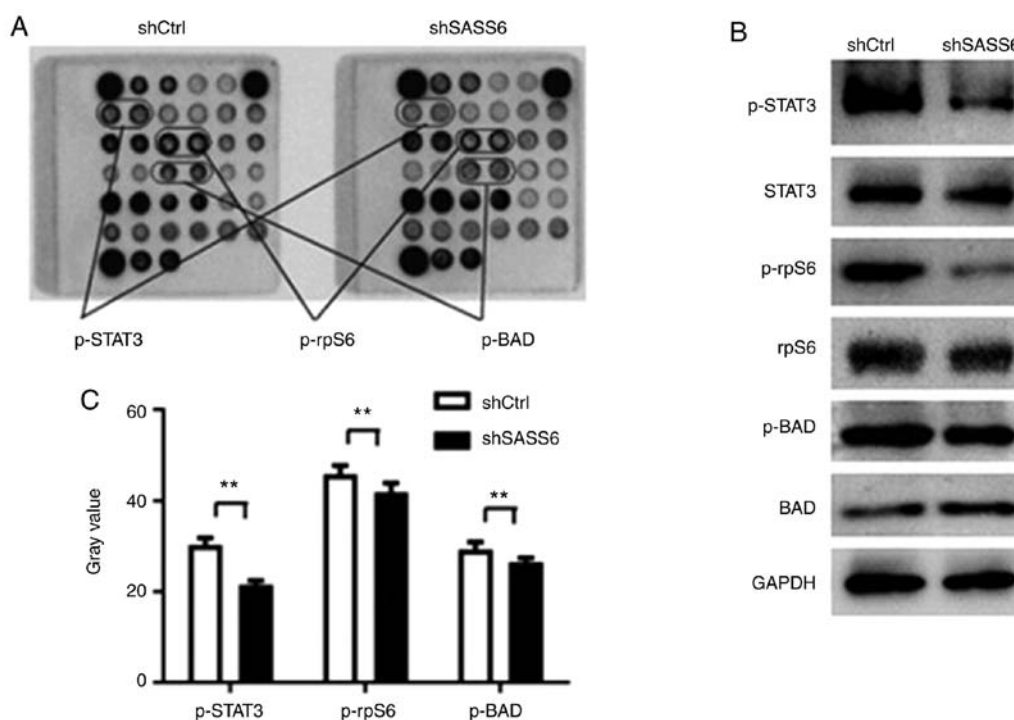 A
shCtrl
shSASS6
p-STAT3
p-rpS6
p-BAD
B
shCtrl
shSASS6
p-STAT3
STAT3
p-rpS6
rpS6
p-BAD
BAD
GAPDH
C
shCtrl
shSASS6
Gray value
60
40
20
0
**
**
**
p-STAT3
p-rpS6
p-BAD